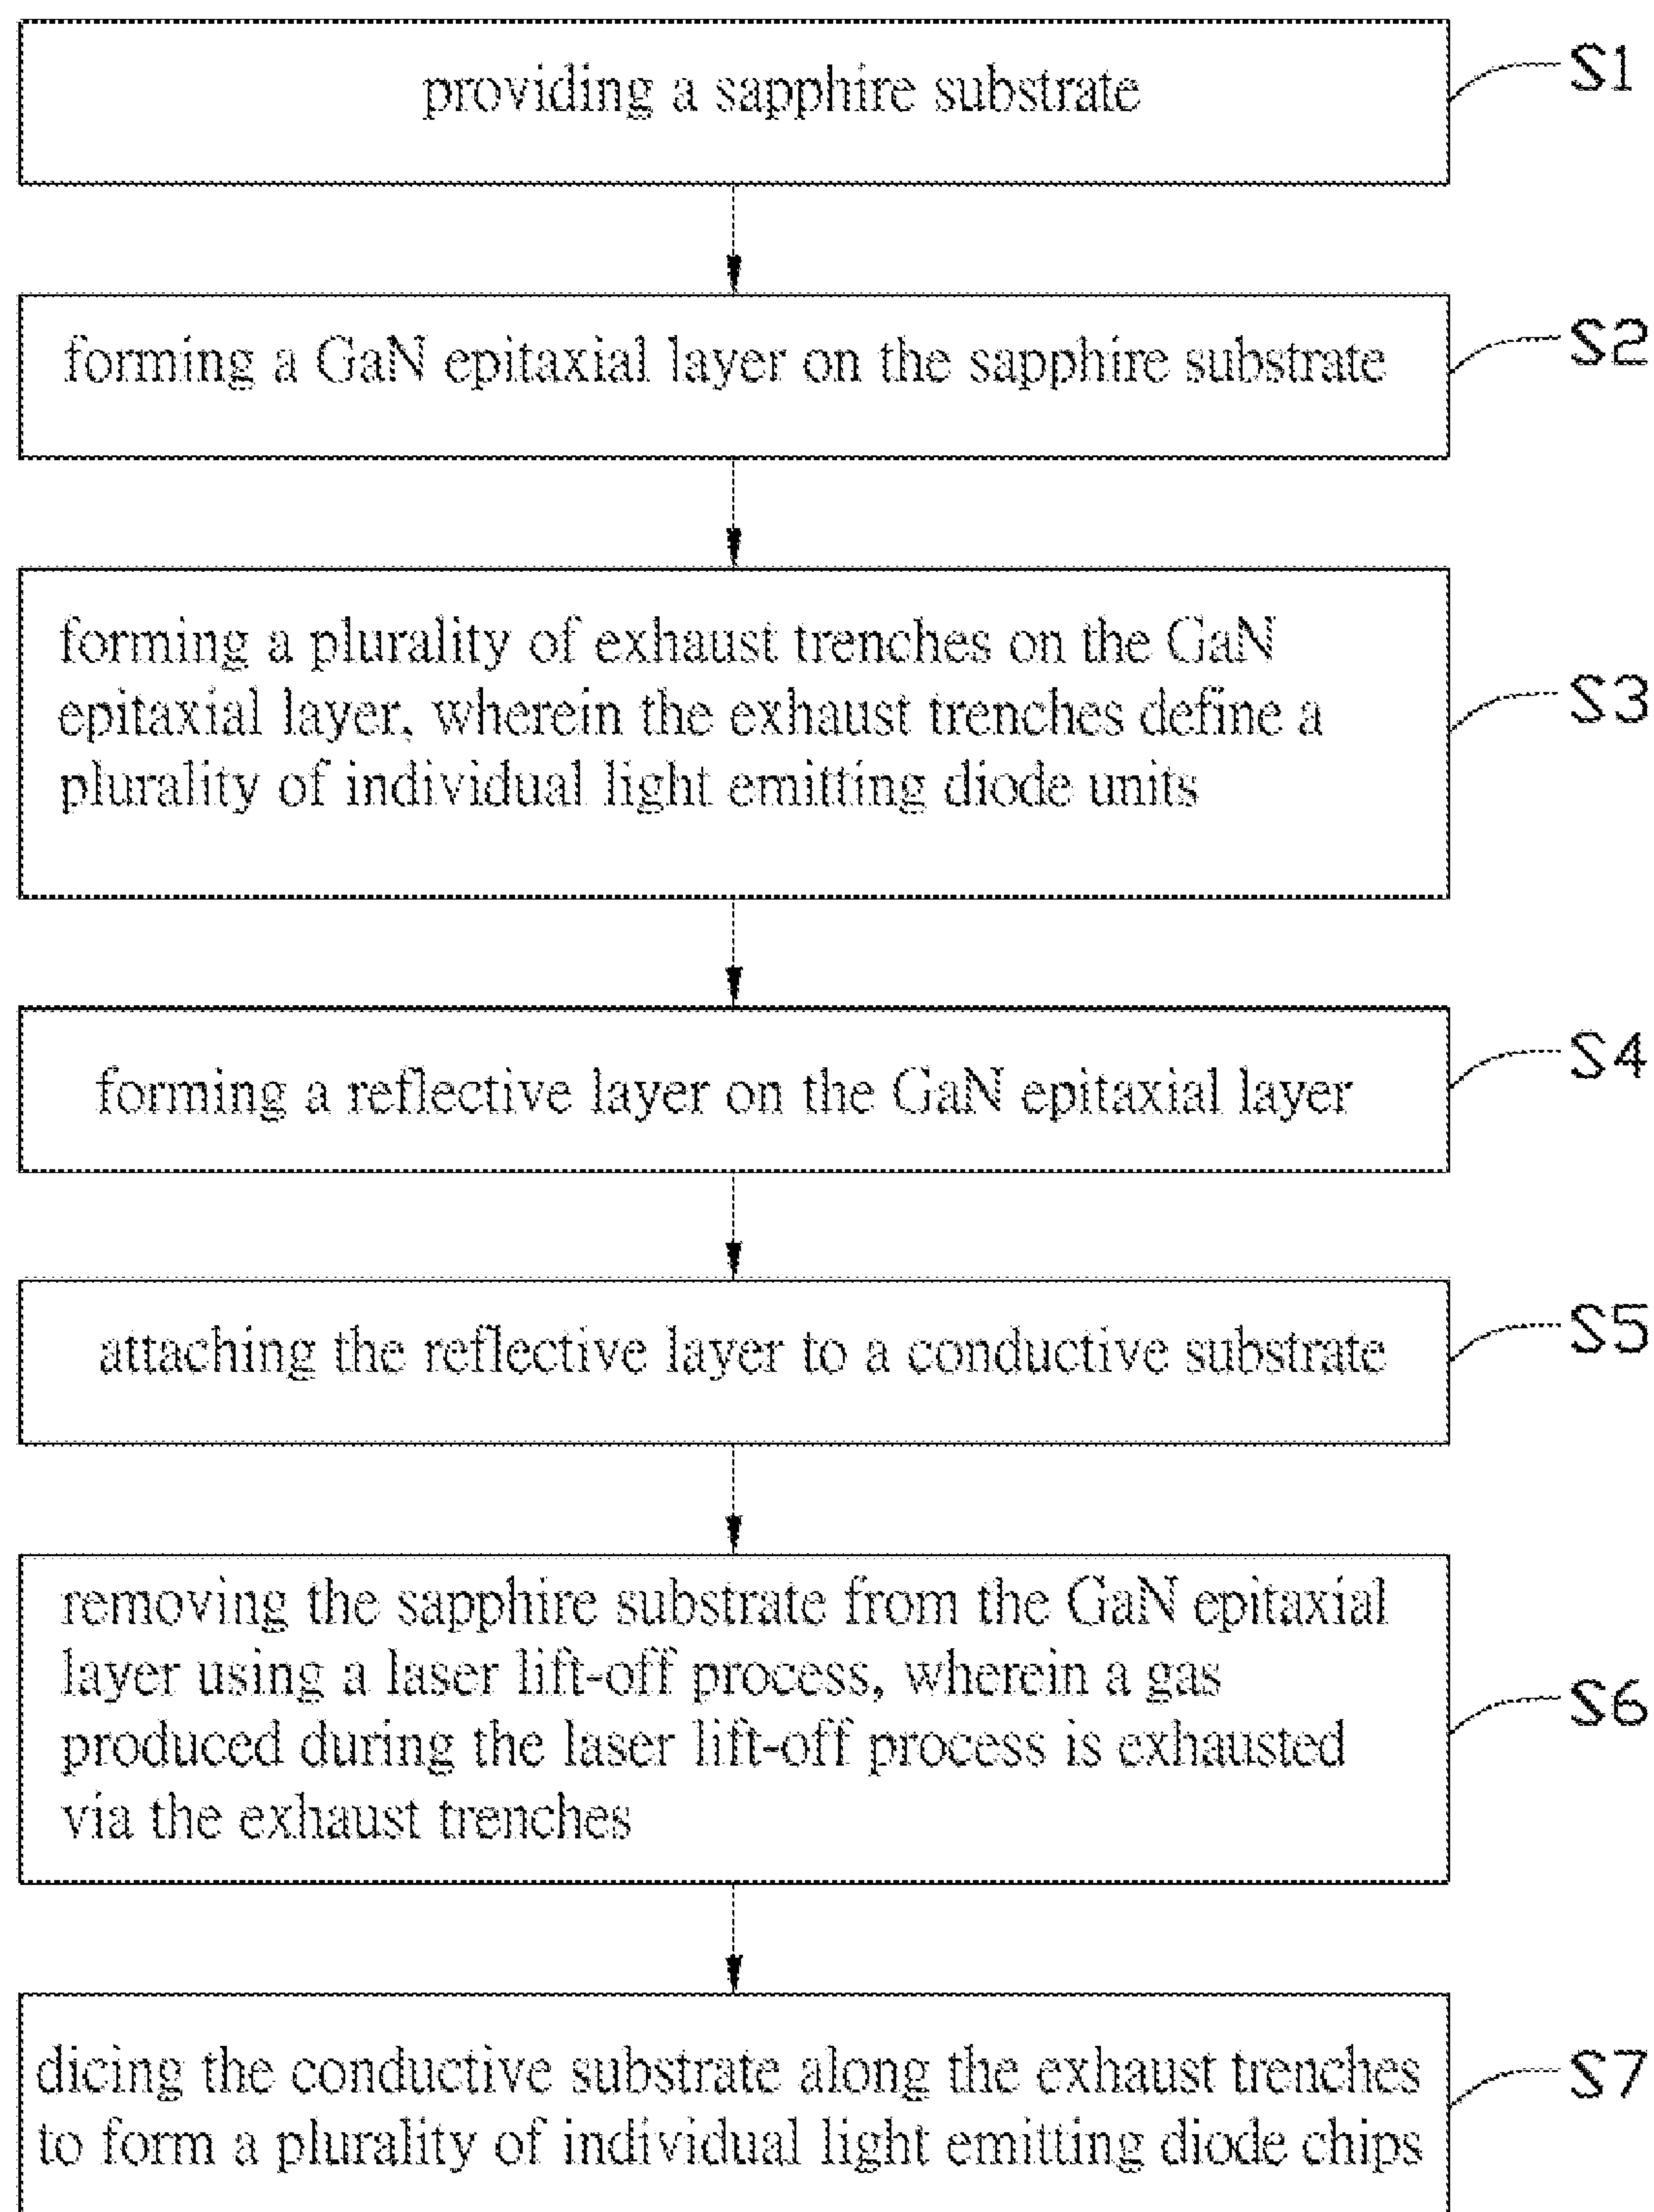 providing a sapphire substrate
S1
forming a GaN epitaxial layer on the sapphire substrate
S2
forming a plurality of exhaust trenches on the GaN
epitaxial layer, wherein the exhaust trenches define a
plurality of individual light emitting diode units
S3
forming a reflective layer on the GaN epitaxial layer
S4
attaching the reflective layer to a conductive substrate
S5
removing the sapphire substrate from the GaN epitaxial
layer using a laser lift-off process, wherein a gas
produced during the laser lift-off process is exhausted
via the exhaust trenches
S6
dicing the conductive substrate along the exhaust trenches
to form a plurality of individual light emitting diode chips
S7